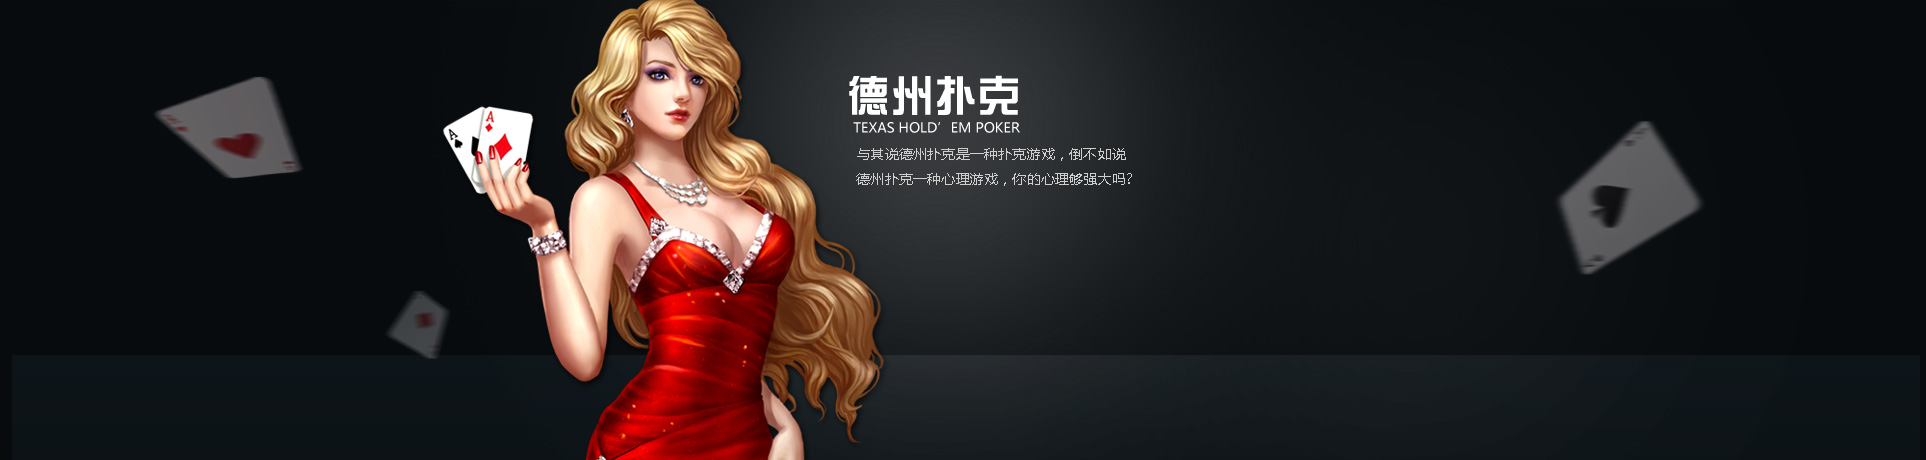 德州扑克
TEXAS HOLD' EM POKER
与其说德州扑克是一种扑克游戏，倒不如说
德州扑克一种心理游戏，你的心理够强大吗?
A
A